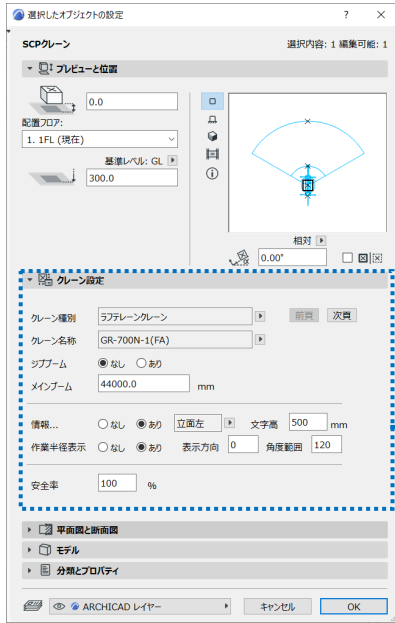 選択したオブジェクトの設定 ? ×
SCPクレーン 選択内容: 1 編集可能: 1
プレビューと位置
0.0
配置フロア:
1. 1FL (現在)
基準レベル: GL
300.0
相対
0.00°
クレーン設定
クレーン種別 ラフテレーンクレーン 前頁 次頁
クレーン名称 GR-700N-1(FA)
ジブブーム なし あり
メインブーム 44000.0 mm
情報... なし あり 立面左 文字高 500 mm
作業半径表示 なし あり 表示方向 0 角度範囲 120
安全率 100 %
平面図と断面図
モデル
分類とプロパティ
ARCHICAD レイヤー キャンセル OK